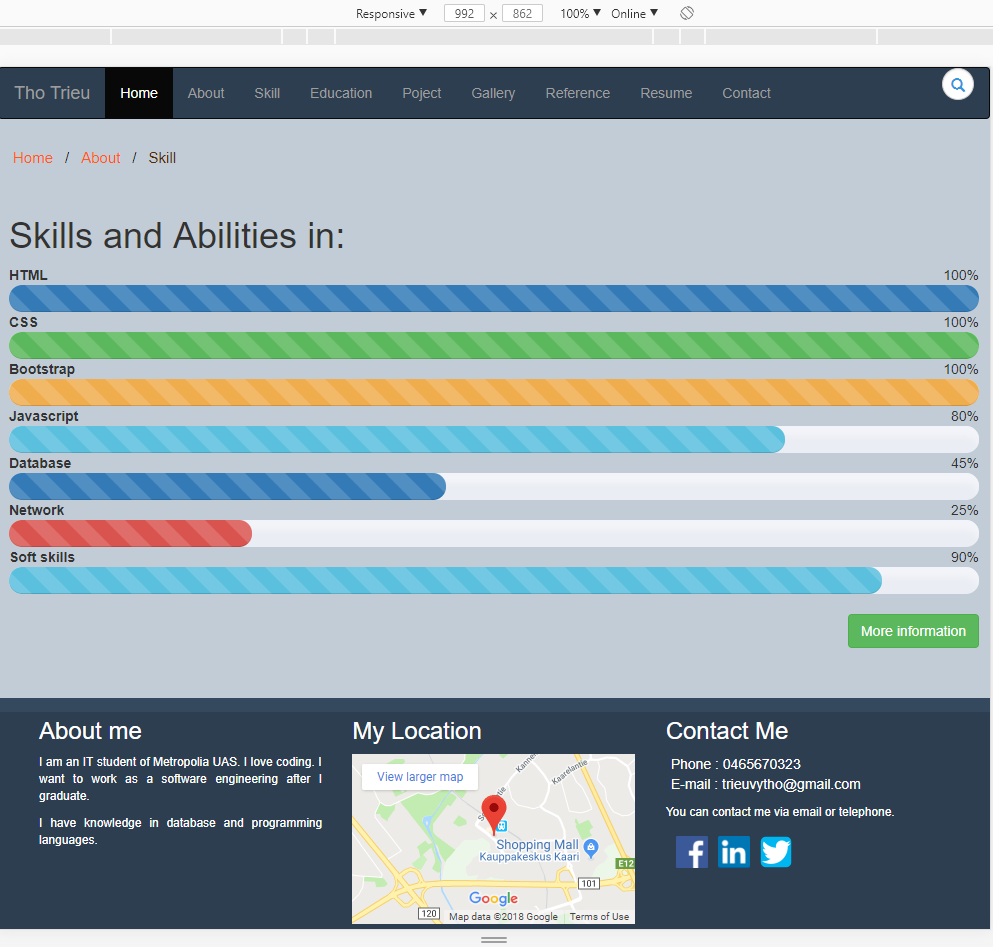 Responsive ▼ 992 x 862 100% ▼ Online ▼
Tho Trieu Home About Skill Education Poject Gallery Reference Resume Contact
Home / About / Skill
Skills and Abilities in:
HTML 100%
CSS 100%
Bootstrap 100%
Javascript 80%
Database 45%
Network 25%
Soft skills 90%
More information
About me
I am an IT student of Metropolia UAS. I love coding. I
want to work as a software engineering after I
graduate.
I have knowledge in database and programming
languages.
My Location
View larger map
Kaarelantie
Shopping Mall
Kauppakeskus Kaari
E12
101
120
Google
Map data ©2018 Google Terms of Use
Contact Me
Phone : 0465670323
E-mail : trieuvytho@gmail.com
You can contact me via email or telephone.
f in